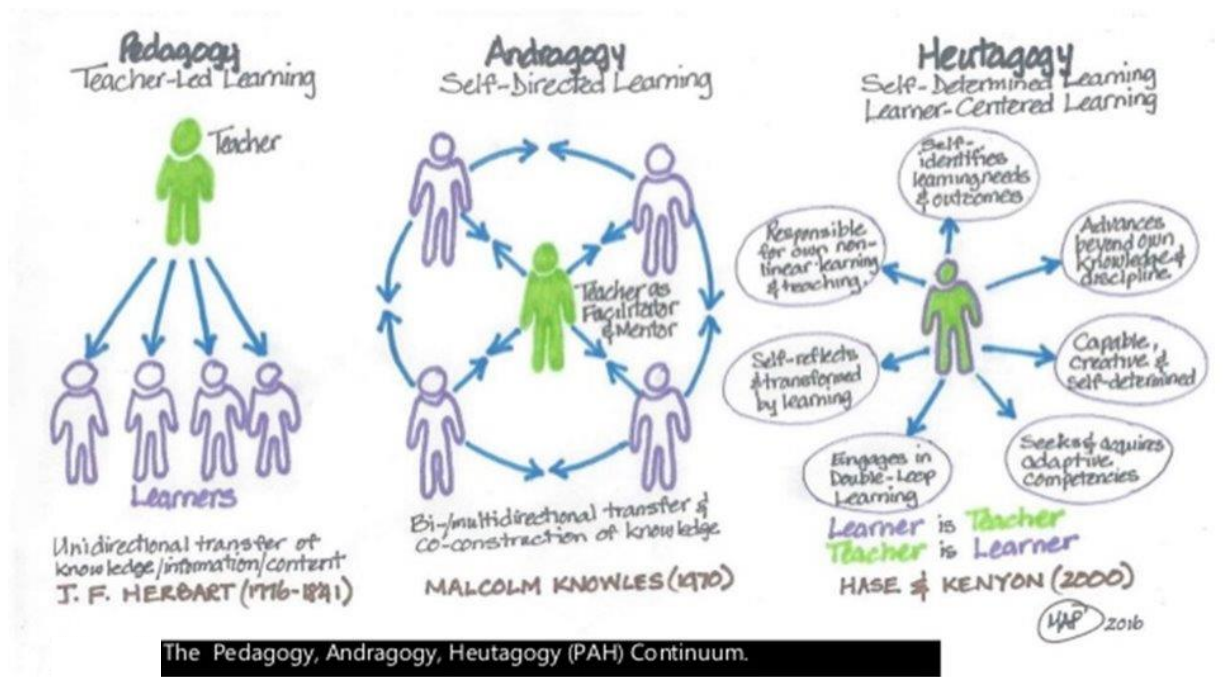 Pedagogy
Teacher-Led Learning
Teacher
Learners
Unidirectional transfer of
knowledge/information/content
J. F. HERBART (1776-1841)
Andragogy
Self-Directed Learning
Teacher as
Facilitator
& Mentor
Bi-/multidirectional transfer &
co-construction of knowledge
MALCOLM KNOWLES (1970)
Heutagogy
Self-Determined Learning
Learner-Centered Learning
Self-
identifies
learning needs
& outcomes
Advances
beyond own
knowledge &
discipline.
Capable,
creative &
self-determined
Seeks & acquires
adaptive
competencies
Engages in
Double-Loop
Learning
Self-reflects
& transformed
by learning
Responsible
for own non-
linear learning
& teaching.
Learner is Teacher
Teacher is Learner
HASE & KENYON (2000)
MAP 2016
The Pedagogy, Andragogy, Heutagogy (PAH) Continuum.